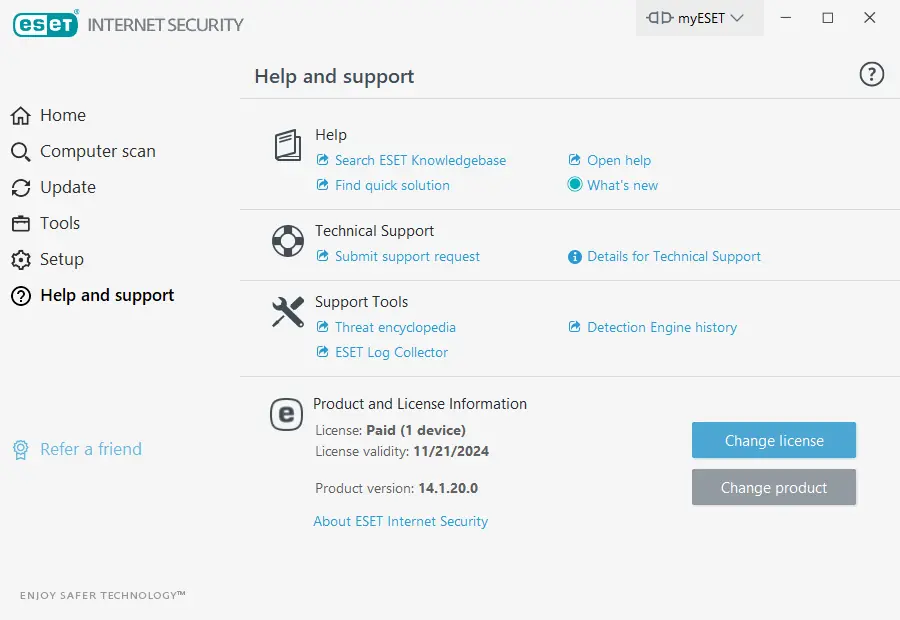 eset® INTERNET SECURITY
myESET
Help and support
?
Home
Computer scan
Update
Tools
Setup
Help and support
Refer a friend
Help
Search ESET Knowledgebase
Open help
Find quick solution
What's new
Technical Support
Submit support request
Details for Technical Support
Support Tools
Threat encyclopedia
Detection Engine history
ESET Log Collector
e
Product and License Information
License: Paid (1 device)
License validity: 11/21/2024
Change license
Product version: 14.1.20.0
Change product
About ESET Internet Security
ENJOY SAFER TECHNOLOGY™